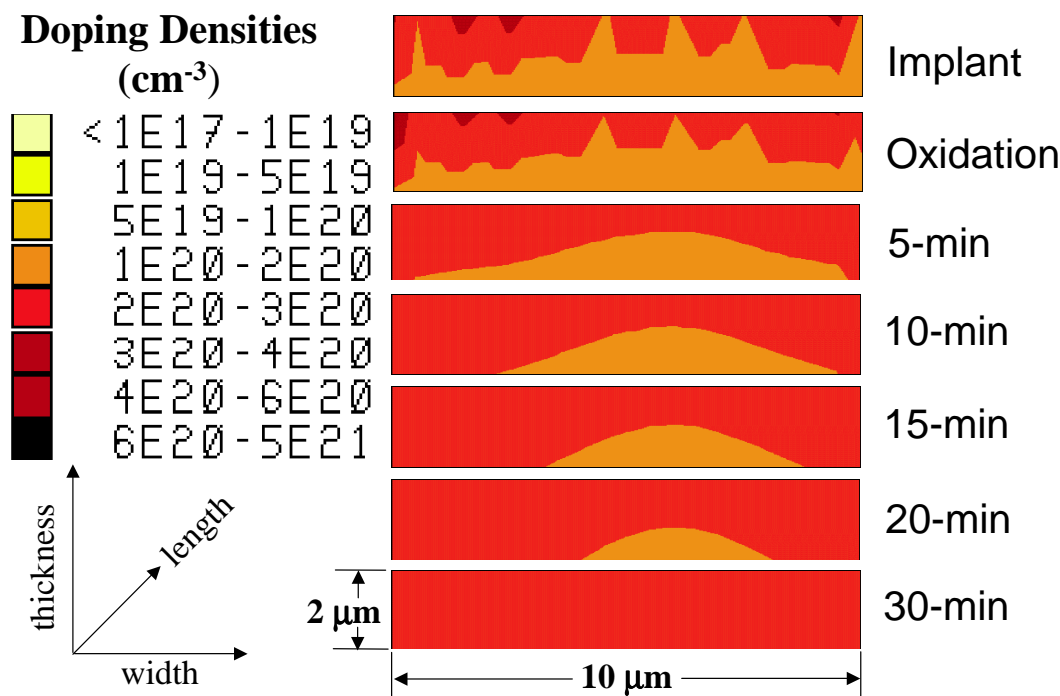 Doping Densities
(cm-3)
<1E17-1E19
1E19-5E19
5E19-1E20
1E20-2E20
2E20-3E20
3E20-4E20
4E20-6E20
6E20-5E21
Implant
Oxidation
5-min
10-min
15-min
20-min
30-min
thickness
length
width
2 μm
10 μm